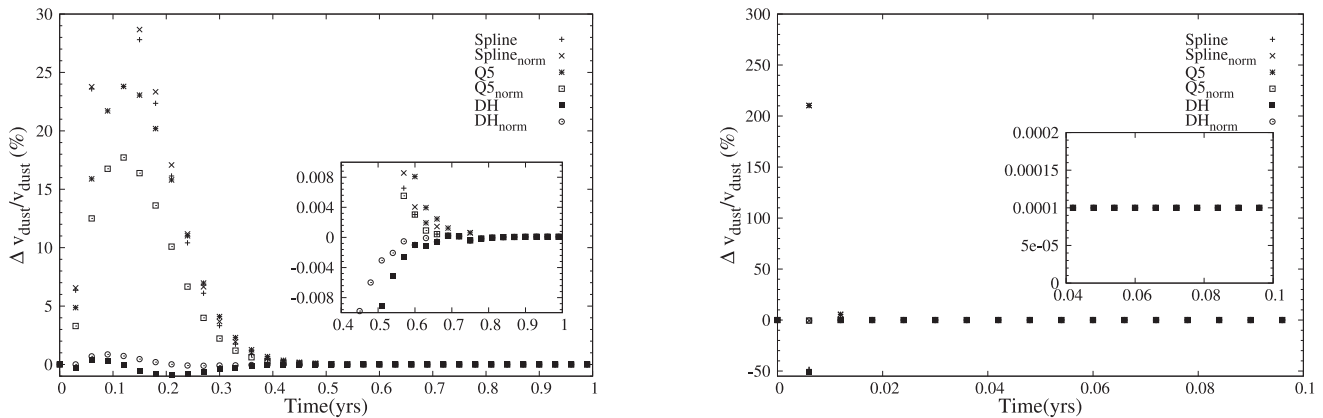 30
25
20
15
10
5
0
0 0.1 0.2 0.3 0.4 0.5 0.6 0.7 0.8 0.9 1
Δ v_dust/v_dust (%)
Time(yrs)
Spline
Spline_norm
Q5
Q5_norm
DH
DH_norm
0.008
0.004
0
-0.004
-0.008
0.4 0.5 0.6 0.7 0.8 0.9 1
300
250
200
150
100
50
0
-50
0 0.02 0.04 0.06 0.08 0.1
Δ v_dust/v_dust (%)
Time(yrs)
Spline
Spline_norm
Q5
Q5_norm
DH
DH_norm
0.0002
0.00015
0.0001
5e-05
0
0.04 0.06 0.08 0.1